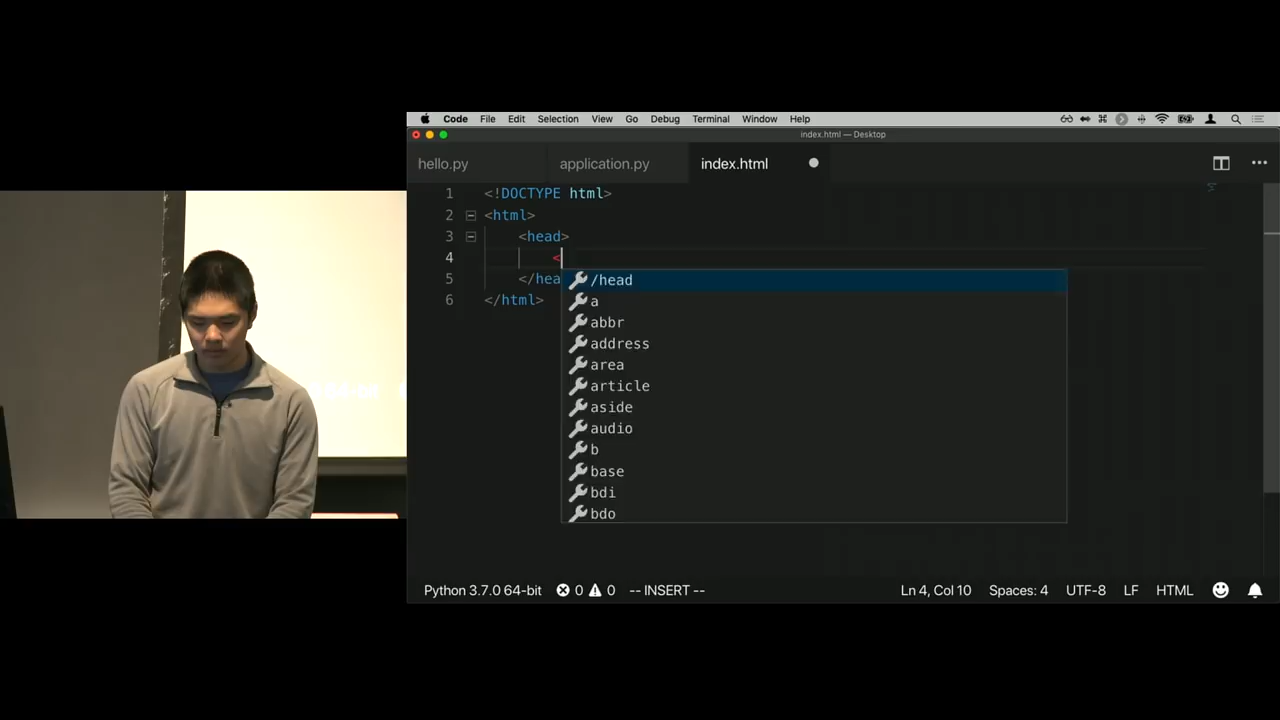 Code File Edit Selection View Go Debug Terminal Window Help
index.html — Desktop
hello.py application.py index.html
1 <!DOCTYPE html>
2 <html>
3 <head>
4 <
5 </hea
6 </html>
/head
a
abbr
address
area
article
aside
audio
b
base
bdi
bdo
Python 3.7.0 64-bit 0 0 -- INSERT -- Ln 4, Col 10 Spaces: 4 UTF-8 LF HTML